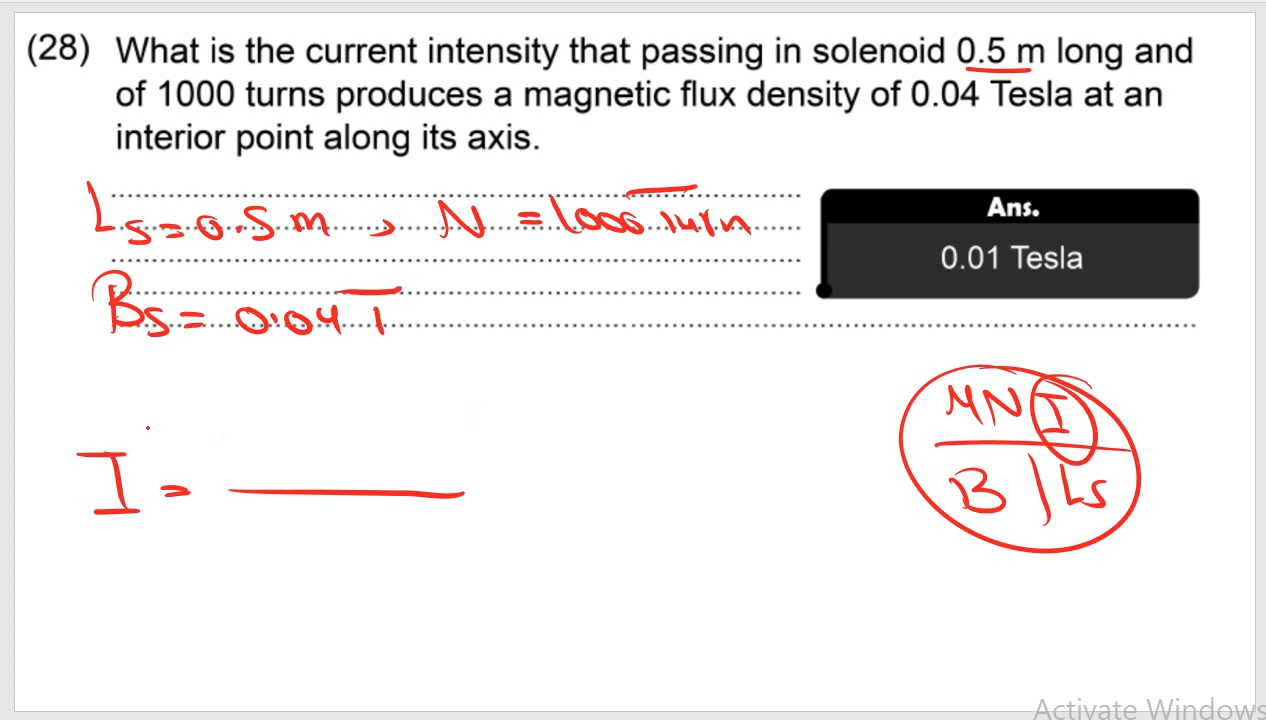 (28) What is the current intensity that passing in solenoid 0.5 m long and
of 1000 turns produces a magnetic flux density of 0.04 Tesla at an
interior point along its axis.
Ls = 0.5 m , N = 1000 Turn
Ans.
0.01 Tesla
Bs = 0.04 T
μNI
B | Ls
I =
Activate Windows